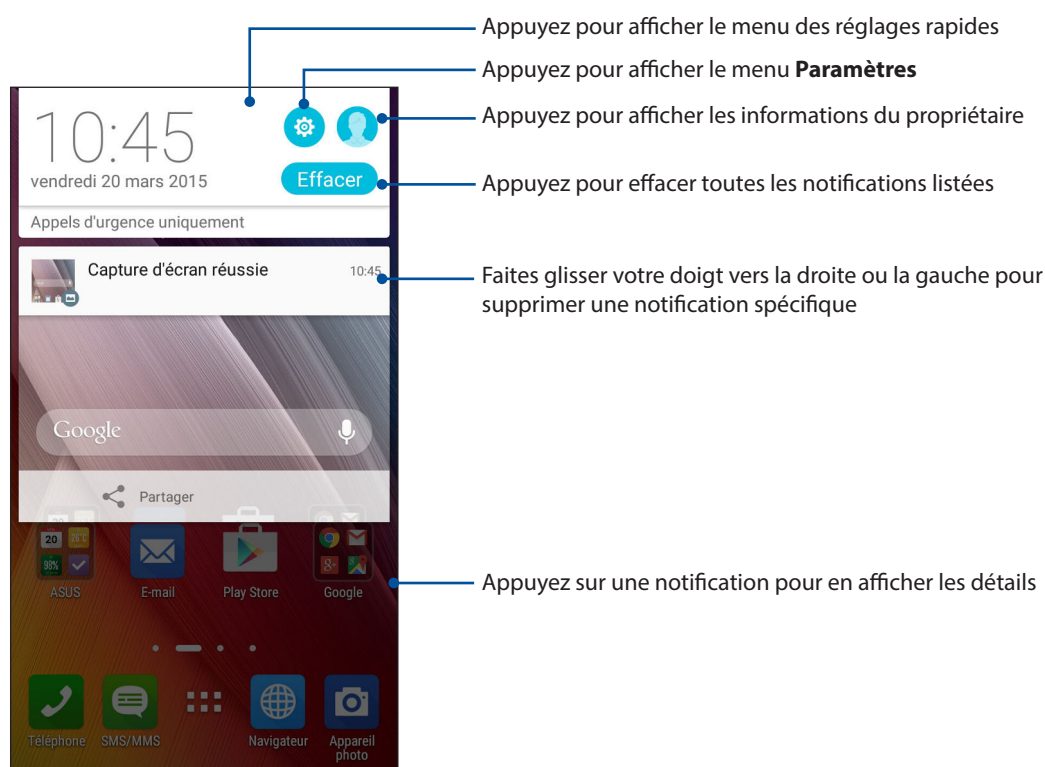 Appuyez pour afficher le menu des réglages rapides
Appuyez pour afficher le menu Paramètres
Appuyez pour afficher les informations du propriétaire
10:45
vendredi 20 mars 2015
Effacer
Appuyez pour effacer toutes les notifications listées
Appels d'urgence uniquement
Capture d'écran réussie
10:45
Faites glisser votre doigt vers la droite ou la gauche pour
supprimer une notification spécifique
Google
Partager
20
98%
ASUS
E-mail
Play Store
Google
Appuyez sur une notification pour en afficher les détails
Téléphone
SMS/MMS
Navigateur
Appareil
photo